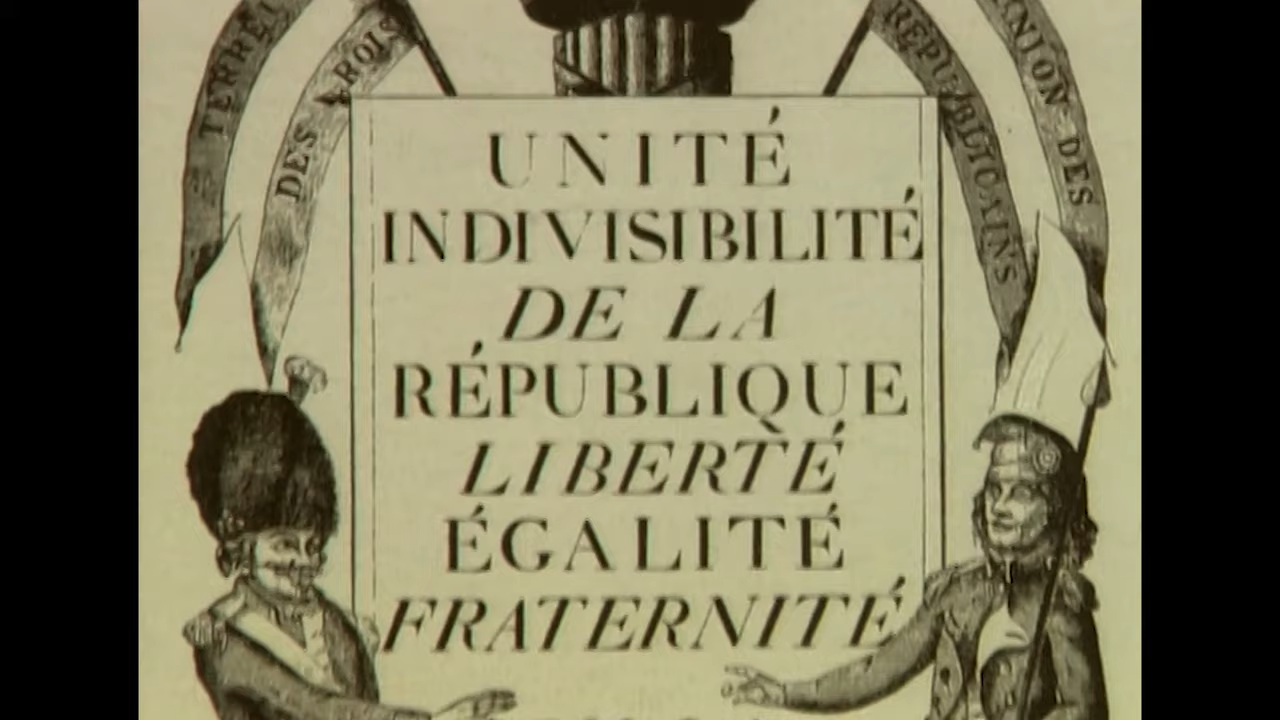 TERREUR
DES ROIS
UNION DES
RÉPUBLICAINS
UNITÉ
INDIVISIBILITÉ
DE LA
RÉPUBLIQUE
LIBERTÉ
ÉGALITÉ
FRATERNITÉ